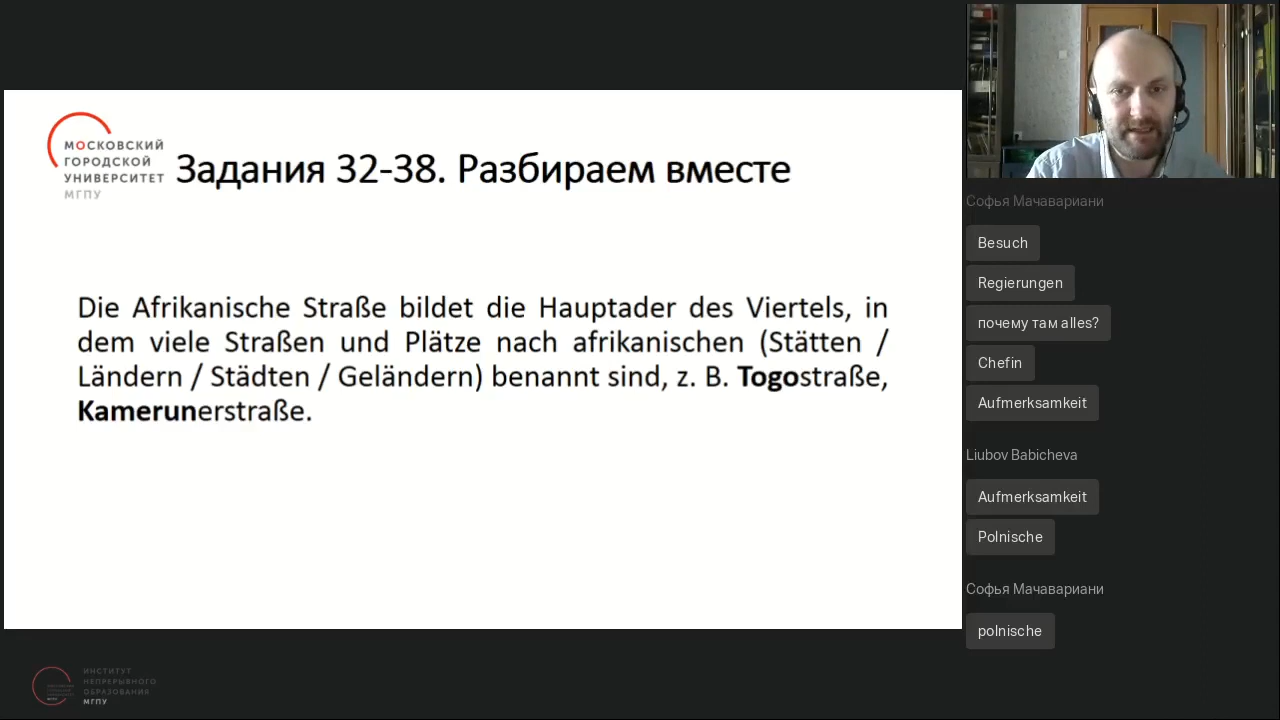 МОСКОВСКИЙ
ГОРОДСКОЙ
УНИВЕРСИТЕТ
МГПУ
Задания 32-38. Разбираем вместе
Die Afrikanische Straße bildet die Hauptader des Viertels, in
dem viele Straßen und Plätze nach afrikanischen (Stätten /
Ländern / Städten / Geländern) benannt sind, z. B. Togostraße,
Kamerunerstraße.
Софья Мачавариани
Besuch
Regierungen
почему там alles?
Chefin
Aufmerksamkeit
Liubov Babicheva
Aufmerksamkeit
Polnische
Софья Мачавариани
polnische
ИНСТИТУТ
НЕПРЕРЫВНОГО
ОБРАЗОВАНИЯ
МГПУ